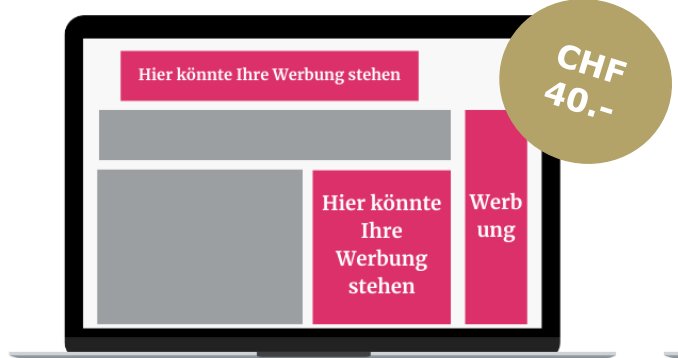 Hier könnte Ihre Werbung stehen
CHF
40.-
Hier könnte
Ihre
Werbung
stehen
Werb
ung